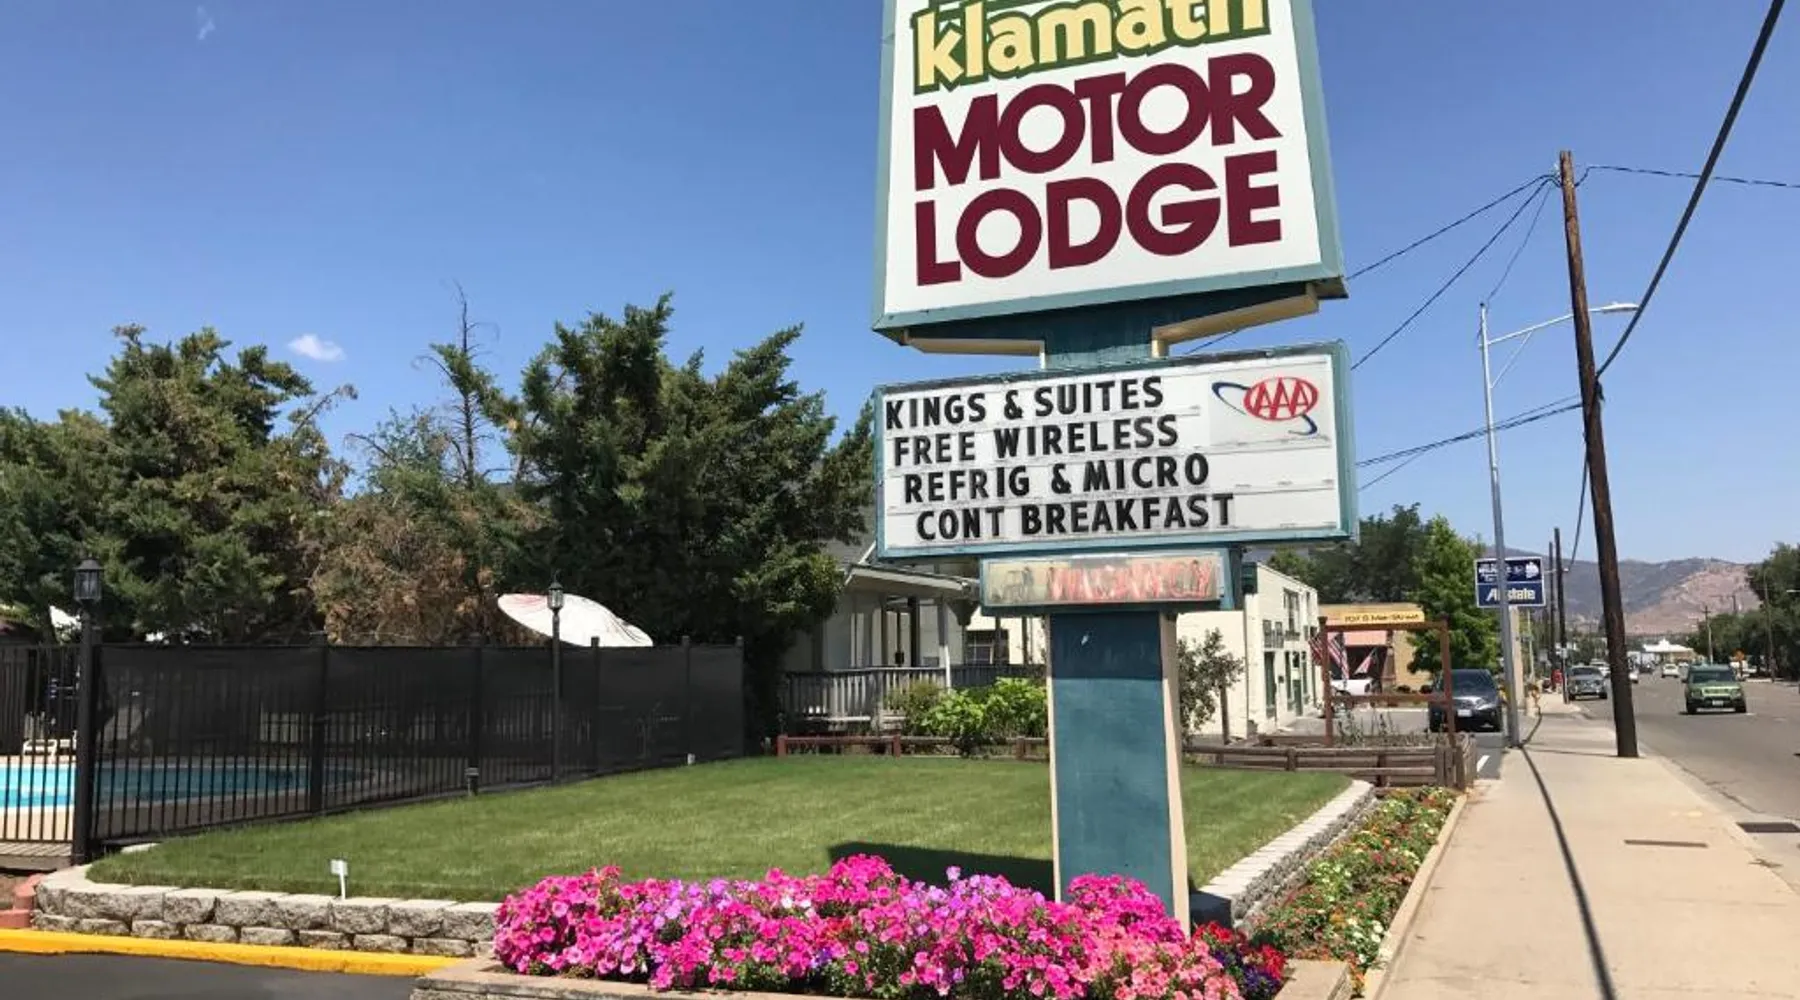 klamath
MOTOR
LODGE
KINGS & SUITES
AAA
FREE WIRELESS
REFRIG & MICRO
CONT BREAKFAST
VACANCY
Allstate